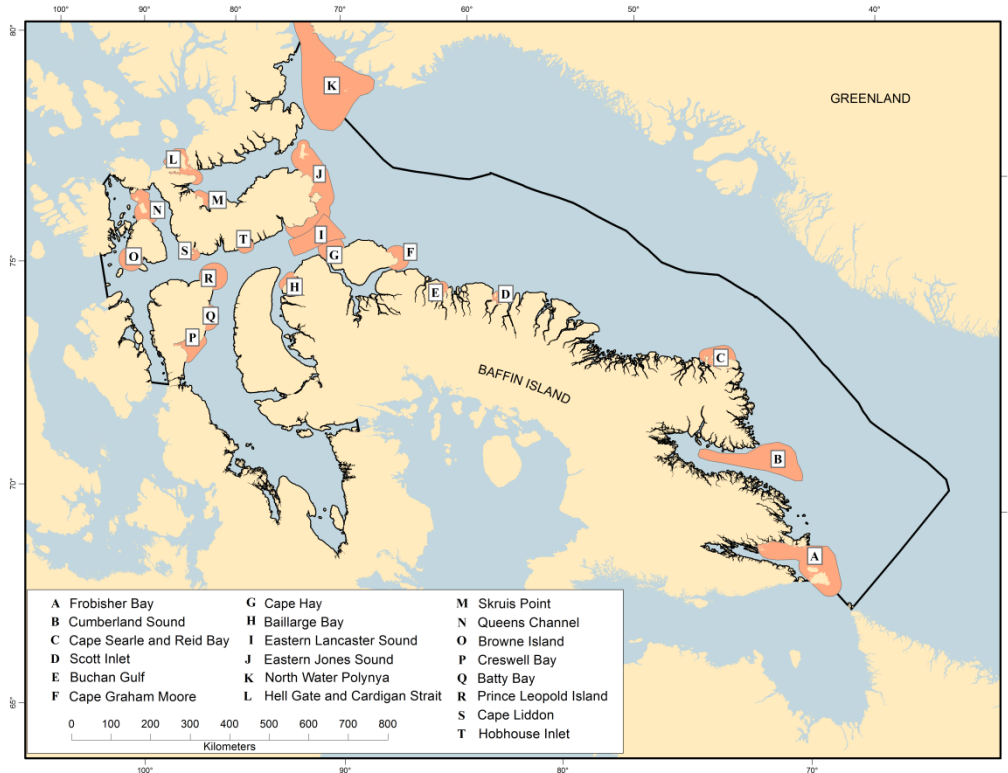 100° 90° 80° 70° 60° 50° 40°
80°
K
GREENLAND
L
J
M
N
I
S T
75° O G F 75°
R H
E D
Q
P
C
BAFFIN ISLAND
B
70°
A
A Frobisher Bay
B Cumberland Sound
C Cape Searle and Reid Bay
D Scott Inlet
E Buchan Gulf
F Cape Graham Moore
G Cape Hay
H Baillarge Bay
I Eastern Lancaster Sound
J Eastern Jones Sound
K North Water Polynya
L Hell Gate and Cardigan Strait
M Skruis Point
N Queens Channel
O Browne Island
P Creswell Bay
Q Batty Bay
R Prince Leopold Island
S Cape Liddon
T Hobhouse Inlet
0 100 200 300 400 500 600 700 800
Kilometers
65°
100° 90° 80° 70°